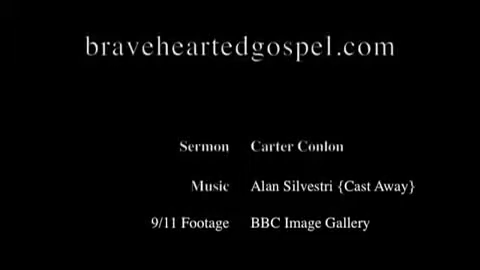 braveheartedgospel.com
Sermon Carter Conlon
Music Alan Silvestri {Cast Away}
9/11 Footage BBC Image Gallery